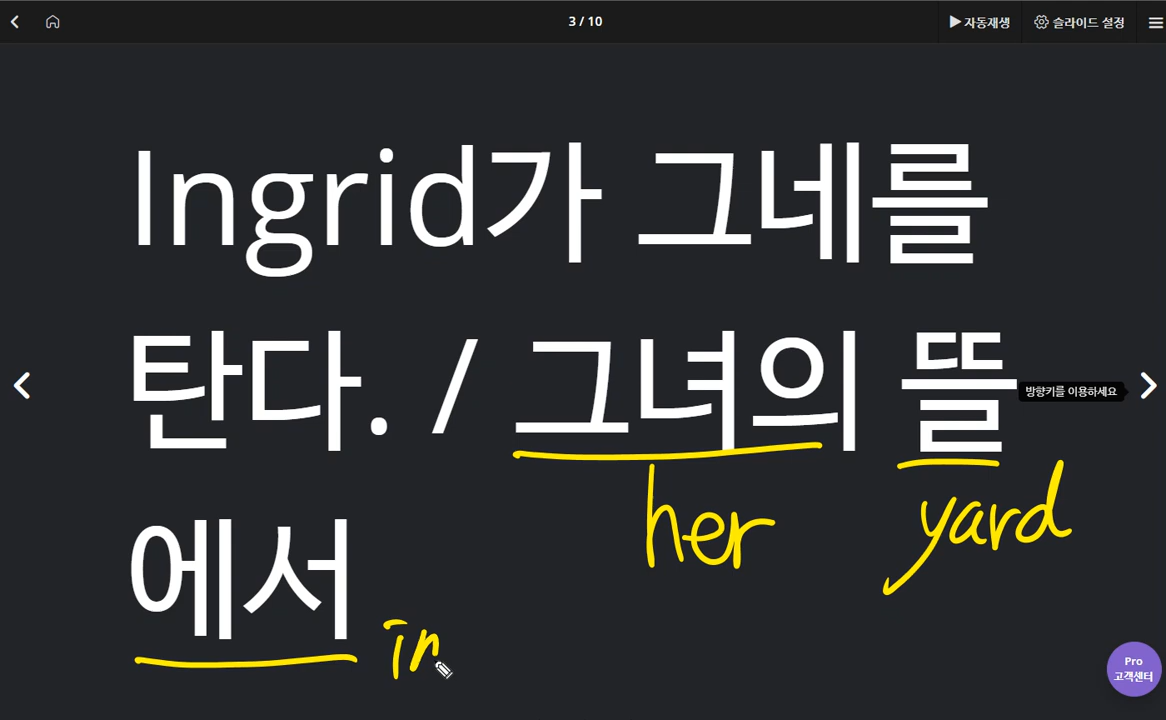 3 / 10
자동재생
슬라이드 설정
Ingrid가 그네를
탄다. / 그녀의 뜰
방향키를 이용하세요
her
yard
에서
in
Pro
고객센터